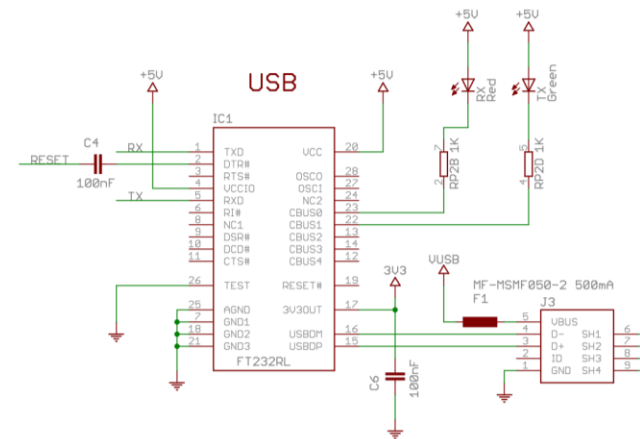 +5V +5V
+5V USB +5V
RX Red
TX Green
IC1
C4
RESET
100nF
RX
TX
1 TXD VCC 20
2 DTR#
3 RTS# OSCO 28
4 VCCIO OSCI 27
5 RXD NC2 24
6 RI# CBUS0 23
8 NC1 CBUS1 22
9 DSR# CBUS2 13
10 DCD# CBUS3 14
11 CTS# CBUS4 12
26 TEST RESET# 19
25 AGND 3V3OUT 17
7 GND1
18 GND2 USBDM 16
21 GND3 USBDP 15
FT232RL
7 RP2B 1K 2
5 RP2D 1K 4
3V3
C6 100nF
VUSB
MF-MSMF050-2 500mA
F1
J3
5 VBUS
4 D- SH1 6
3 D+ SH2 7
2 ID SH3 8
1 GND SH4 9